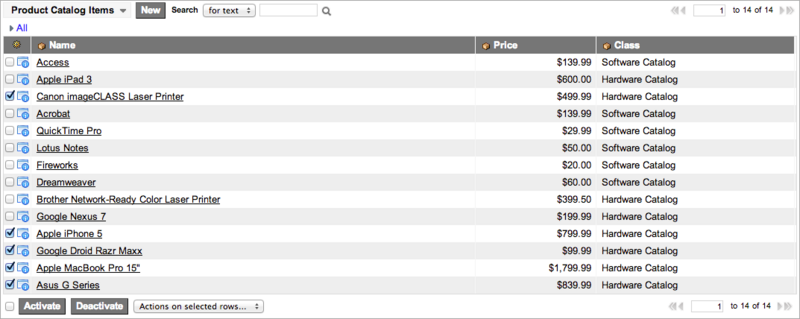 Product Catalog Items New Search for text 1 to 14 of 14
All
Name Price Class
Access $139.99 Software Catalog
Apple iPad 3 $600.00 Hardware Catalog
Canon imageCLASS Laser Printer $499.99 Hardware Catalog
Acrobat $139.99 Software Catalog
QuickTime Pro $29.99 Software Catalog
Lotus Notes $50.00 Software Catalog
Fireworks $20.00 Software Catalog
Dreamweaver $60.00 Software Catalog
Brother Network-Ready Color Laser Printer $399.50 Hardware Catalog
Google Nexus 7 $199.99 Hardware Catalog
Apple iPhone 5 $799.99 Hardware Catalog
Google Droid Razr Maxx $99.99 Hardware Catalog
Apple MacBook Pro 15" $1,799.99 Hardware Catalog
Asus G Series $839.99 Hardware Catalog
Activate Deactivate Actions on selected rows... 1 to 14 of 14